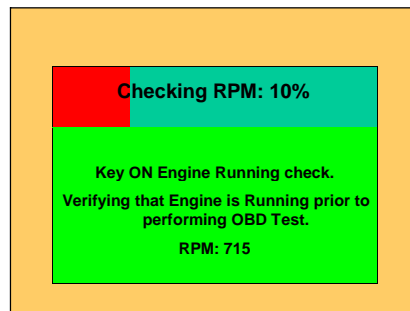 Checking RPM: 10%
Key ON Engine Running check.
Verifying that Engine is Running prior to
performing OBD Test.
RPM: 715